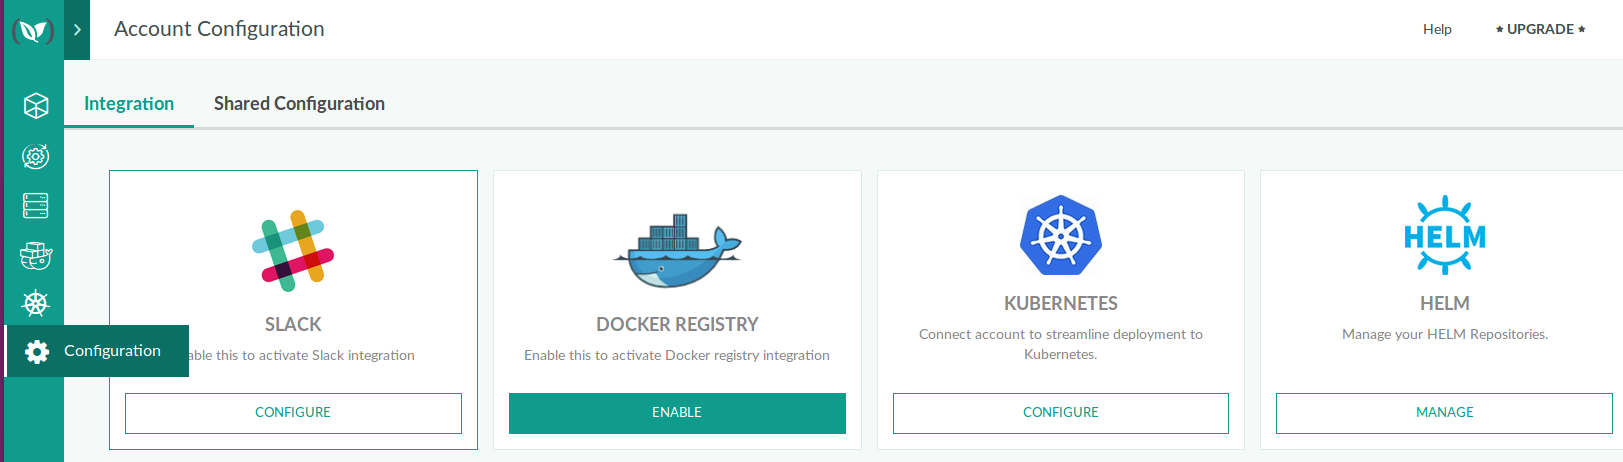 Account Configuration
Help
UPGRADE
Integration
Shared Configuration
Configuration
SLACK
able this to activate Slack integration
CONFIGURE
DOCKER REGISTRY
Enable this to activate Docker registry integration
ENABLE
KUBERNETES
Connect account to streamline deployment to
Kubernetes.
CONFIGURE
HELM
HELM
Manage your HELM Repositories.
MANAGE